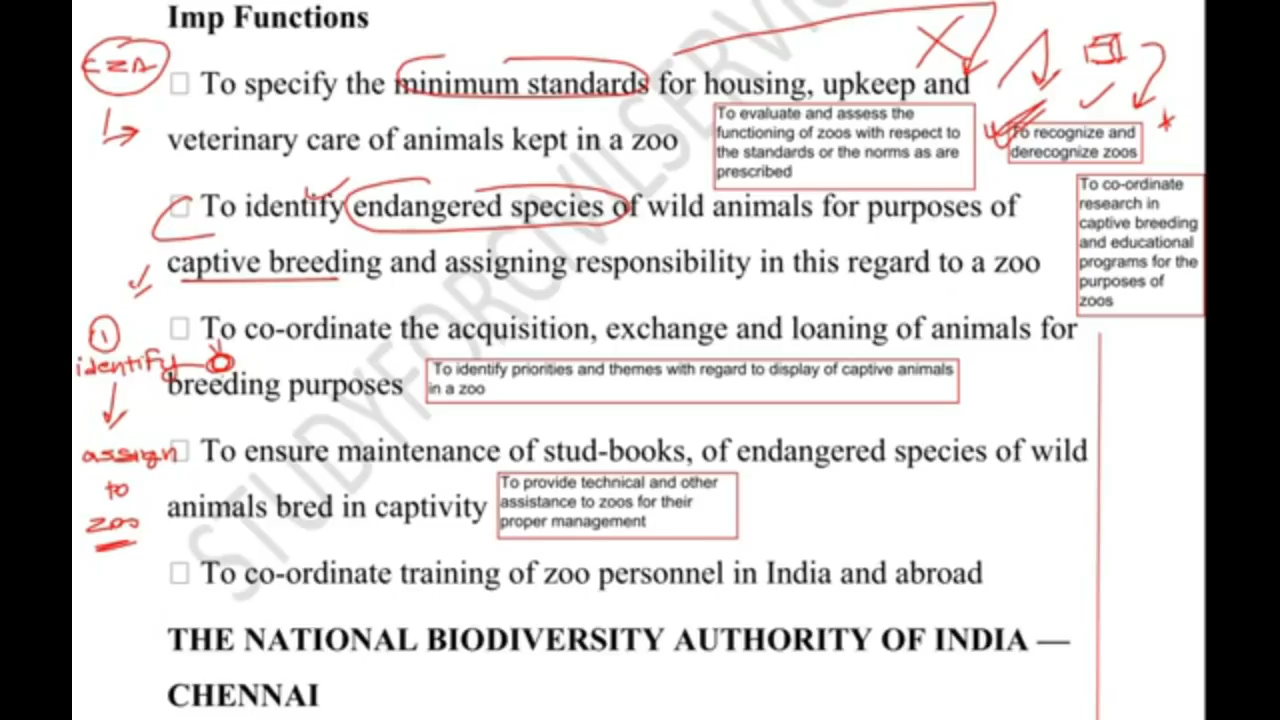 Imp Functions
CZA
□ To specify the minimum standards for housing, upkeep and
veterinary care of animals kept in a zoo
To evaluate and assess the
functioning of zoos with respect to
the standards or the norms as are
prescribed
To recognize and
derecognize zoos
□ To identify endangered species of wild animals for purposes of
captive breeding and assigning responsibility in this regard to a zoo
To co-ordinate
research in
captive breeding
and educational
programs for the
purposes of
zoos
□ To co-ordinate the acquisition, exchange and loaning of animals for
breeding purposes
To identify priorities and themes with regard to display of captive animals
in a zoo
1
identify
assign
to
zoo
□ To ensure maintenance of stud-books, of endangered species of wild
animals bred in captivity
To provide technical and other
assistance to zoos for their
proper management
□ To co-ordinate training of zoo personnel in India and abroad
THE NATIONAL BIODIVERSITY AUTHORITY OF INDIA —
CHENNAI
STUDYFORCIVILSERVI